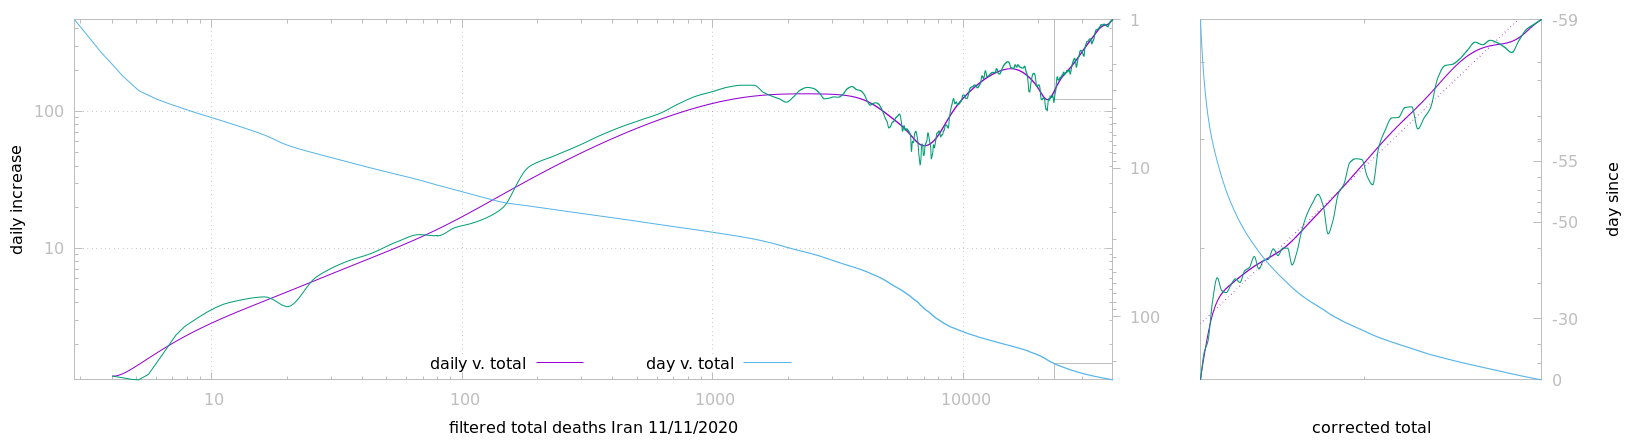 1
-59
100
10
-55
-50
10
100
-30
0
daily increase
day since
daily v. total
day v. total
10
100
1000
10000
filtered total deaths Iran 11/11/2020
corrected total